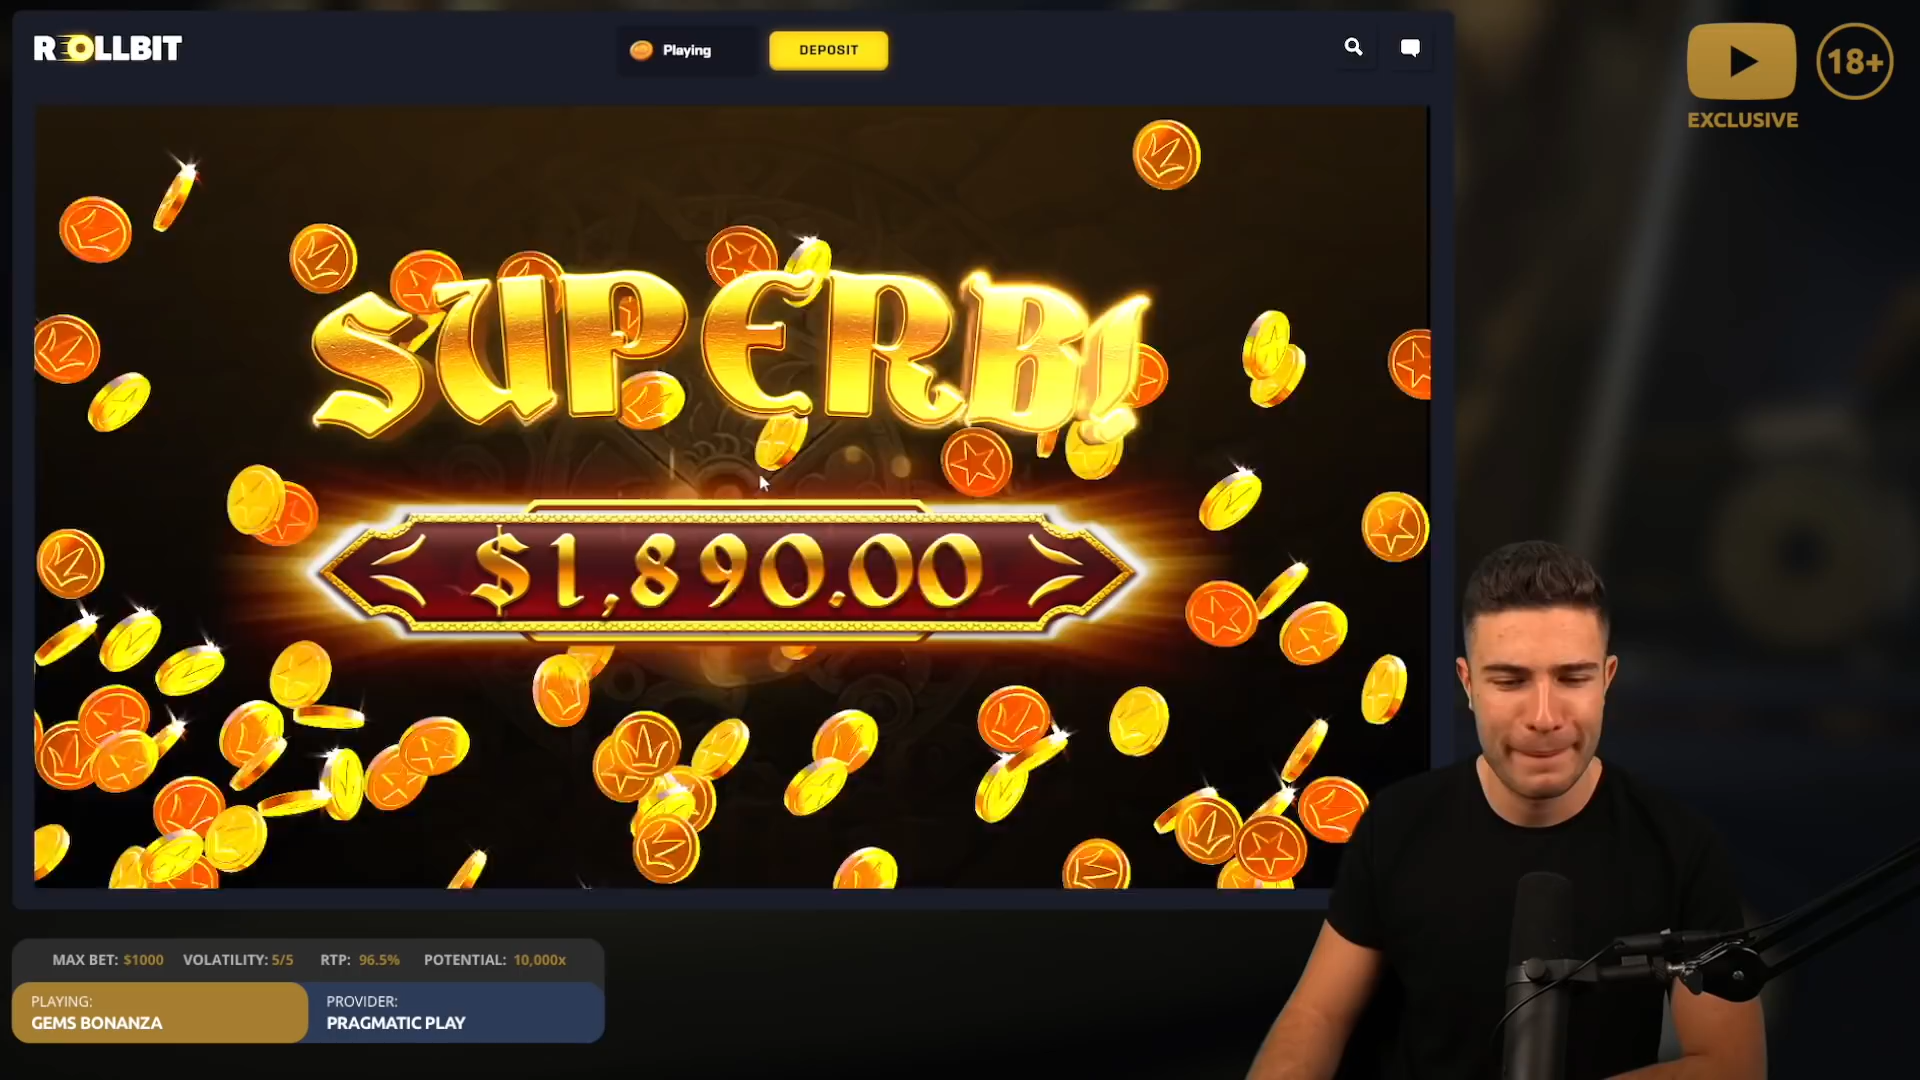 ROLLBIT
Playing
DEPOSIT
18+
EXCLUSIVE
SUPERB!
$1,890.00
MAX BET: $1000 VOLATILITY: 5/5 RTP: 96.5% POTENTIAL: 10,000x
PLAYING:
GEMS BONANZA
PROVIDER:
PRAGMATIC PLAY